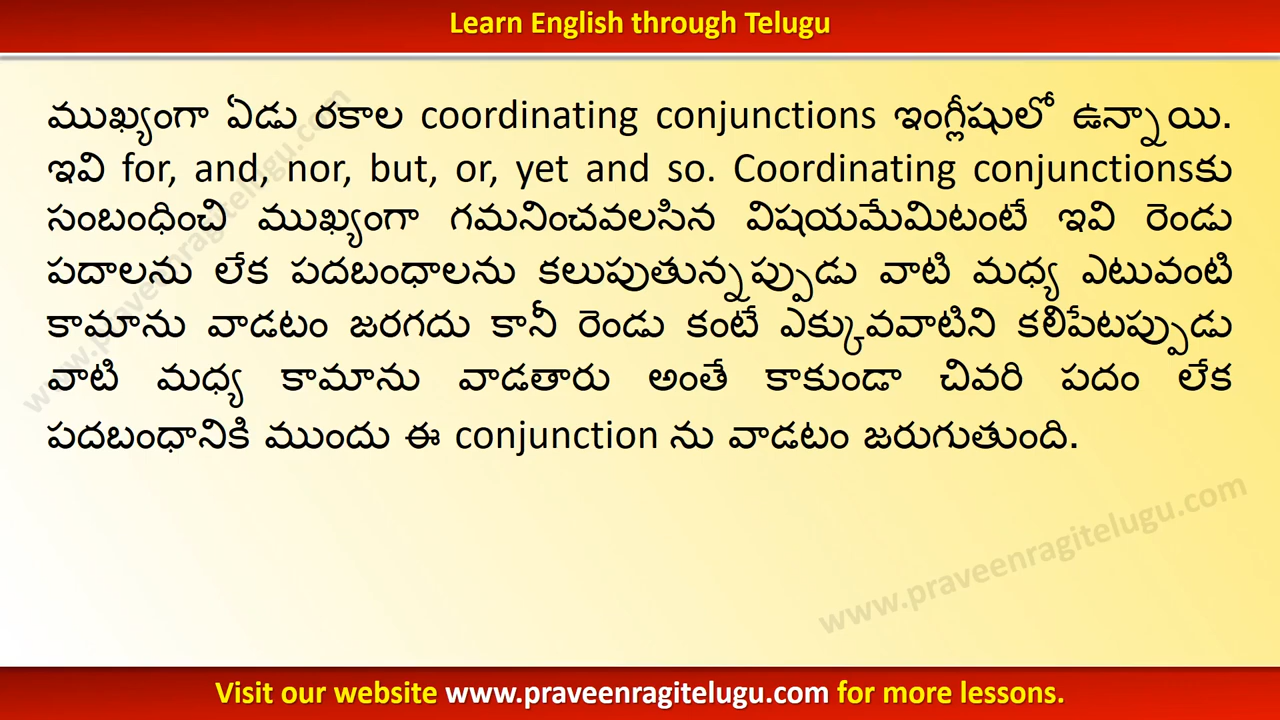 Learn English through Telugu
ముఖ్యంగా ఏడు రకాల coordinating conjunctions ఇంగ్లీషులో ఉన్నాయి.
ఇవి for, and, nor, but, or, yet and so. Coordinating conjunctionsకు
సంబంధించి ముఖ్యంగా గమనించవలసిన విషయమేమిటంటే ఇవి రెండు
పదాలను లేక పదబంధాలను కలుపుతున్నప్పుడు వాటి మధ్య ఎటువంటి
కామాను వాడటం జరగదు కానీ రెండు కంటే ఎక్కువవాటిని కలిపేటప్పుడు
వాటి మధ్య కామాను వాడతారు అంతే కాకుండా చివరి పదం లేక
పదబంధానికి ముందు ఈ conjunction ను వాడటం జరుగుతుంది.
www.praveenragitelugu.com
www.praveenragitelugu.com
Visit our website www.praveenragitelugu.com for more lessons.